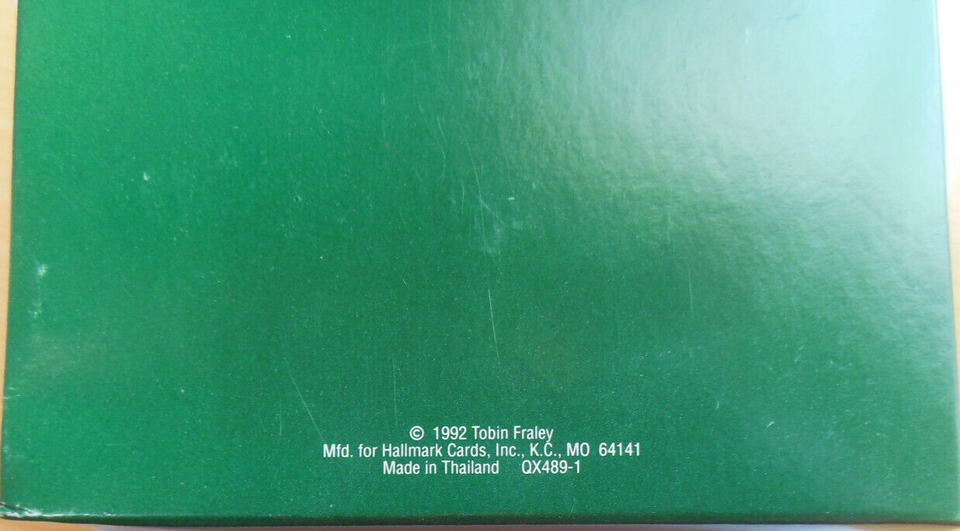 © 1992 Tobin Fraley
Mfd. for Hallmark Cards, Inc., K.C., MO 64141
Made in Thailand QX489-1